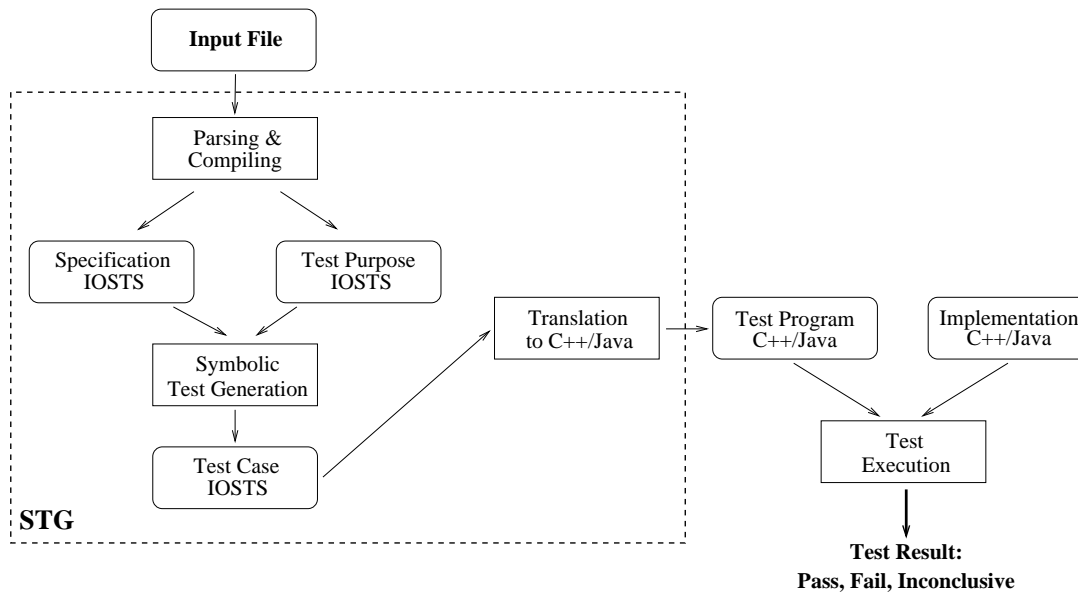 Input File
Parsing &
Compiling
Specification
IOSTS
Test Purpose
IOSTS
Symbolic
Test Generation
Test Case
IOSTS
STG
Translation
to C++/Java
Test Program
C++/Java
Implementation
C++/Java
Test
Execution
Test Result:
Pass, Fail, Inconclusive